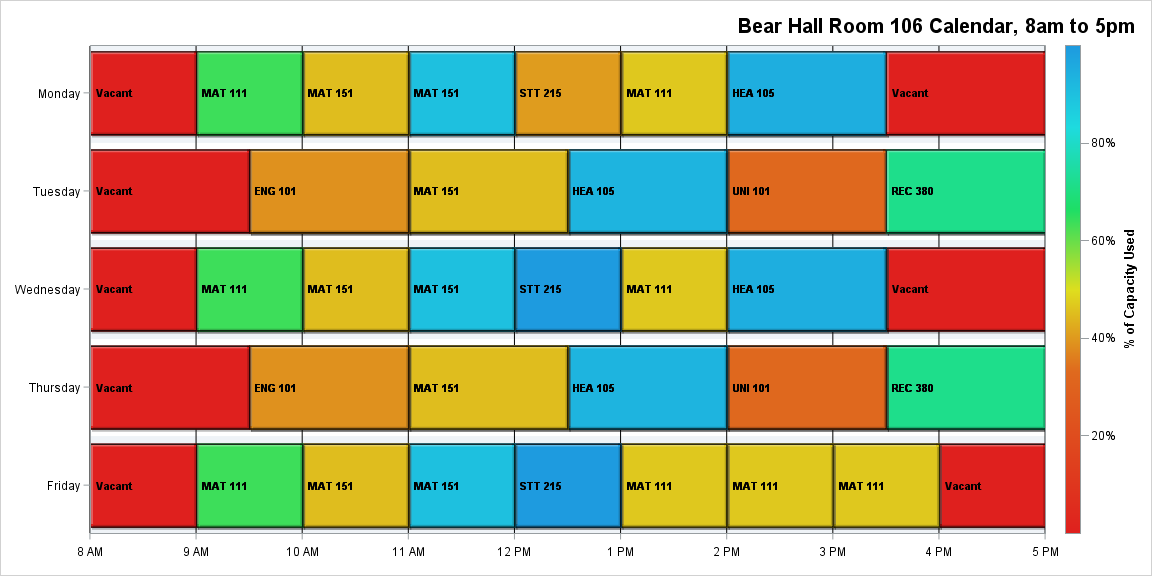 Bear Hall Room 106 Calendar, 8am to 5pm
Monday
Vacant
MAT 111
MAT 151
MAT 151
STT 215
MAT 111
HEA 105
Vacant
Tuesday
Vacant
ENG 101
MAT 151
HEA 105
UNI 101
REC 380
Wednesday
Vacant
MAT 111
MAT 151
MAT 151
STT 215
MAT 111
HEA 105
Vacant
Thursday
Vacant
ENG 101
MAT 151
HEA 105
UNI 101
REC 380
Friday
Vacant
MAT 111
MAT 151
MAT 151
STT 215
MAT 111
MAT 111
MAT 111
Vacant
8 AM
9 AM
10 AM
11 AM
12 PM
1 PM
2 PM
3 PM
4 PM
5 PM
80%
60%
40%
20%
% of Capacity Used